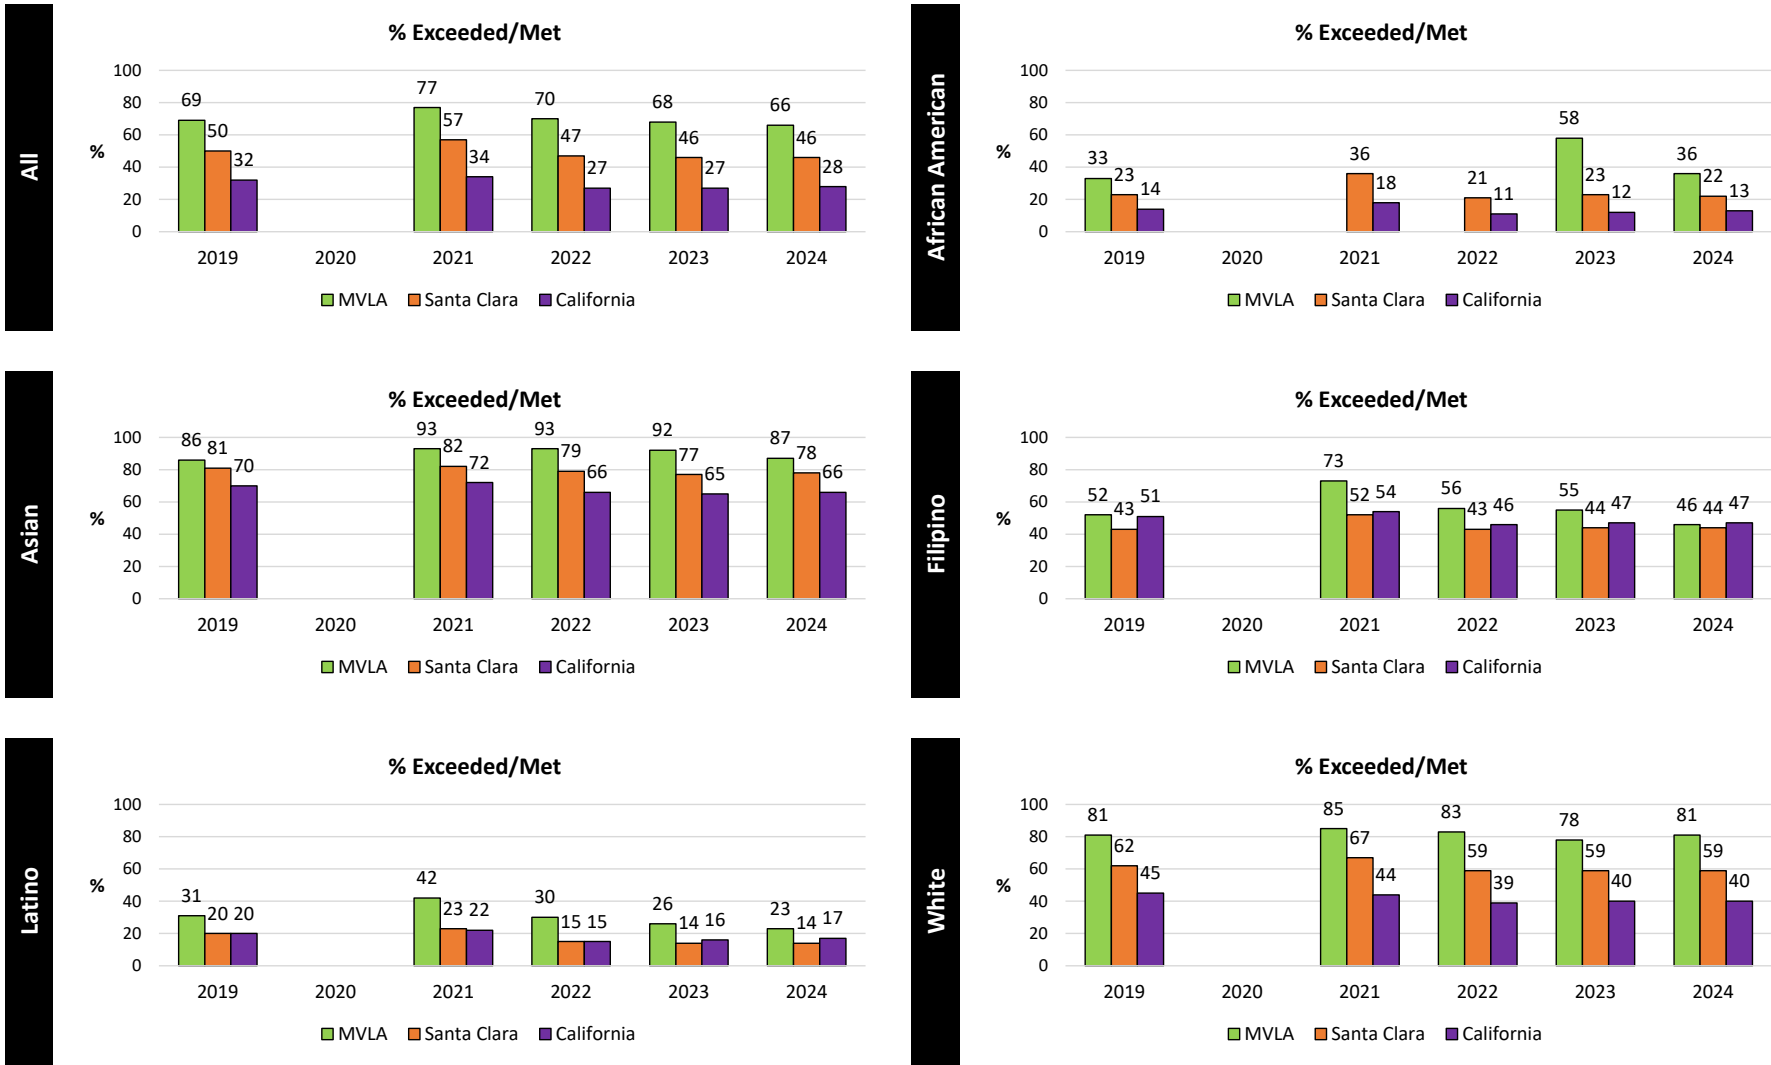 All
% Exceeded/Met
100
80
60
40
20
0
%
69 50 32
77 57 34
70 47 27
68 46 27
66 46 28
2019 2020 2021 2022 2023 2024
MVLA Santa Clara California
African American
% Exceeded/Met
100
80
60
40
20
0
%
33 23 14
36 18
21 11
58 23 12
36 22 13
2019 2020 2021 2022 2023 2024
MVLA Santa Clara California
Asian
% Exceeded/Met
100
80
60
40
20
0
%
86 81 70
93 82 72
93 79 66
92 77 65
87 78 66
2019 2020 2021 2022 2023 2024
MVLA Santa Clara California
Filipino
% Exceeded/Met
100
80
60
40
20
0
%
52 43 51
73 52 54
56 43 46
55 44 47
46 44 47
2019 2020 2021 2022 2023 2024
MVLA Santa Clara California
Latino
% Exceeded/Met
100
80
60
40
20
0
%
31 20 20
42 23 22
30 15 15
26 14 16
23 14 17
2019 2020 2021 2022 2023 2024
MVLA Santa Clara California
White
% Exceeded/Met
100
80
60
40
20
0
%
81 62 45
85 67 44
83 59 39
78 59 40
81 59 40
2019 2020 2021 2022 2023 2024
MVLA Santa Clara California